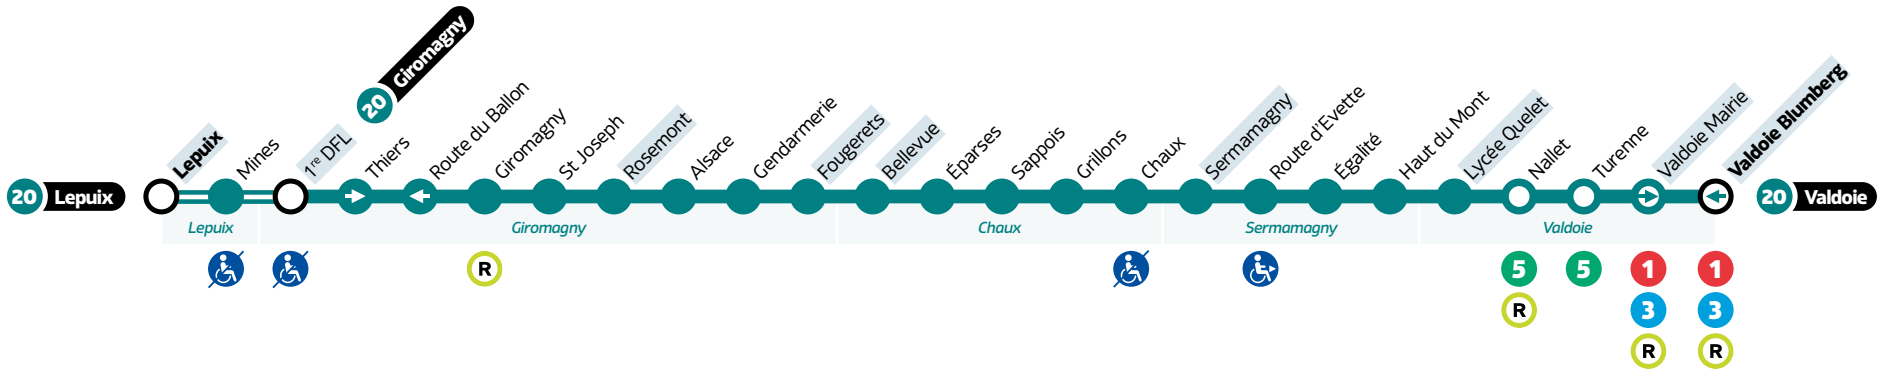 20 Giromagny
Lepuix
Mines
1re DFL
Thiers
Route du Ballon
Giromagny
St Joseph
Rosemont
Alsace
Gendarmerie
Fougerets
Bellevue
Éparses
Sappois
Grillons
Chaux
Sermamagny
Route d'Evette
Égalité
Haut du Mont
Lycée Quelet
Nallet
Turenne
Valdoie Mairie
Valdoie Blumberg
20 Lepuix
20 Valdoie
Lepuix
Giromagny
Chaux
Sermamagny
Valdoie
R
5
5
1
1
R
3
3
R
R